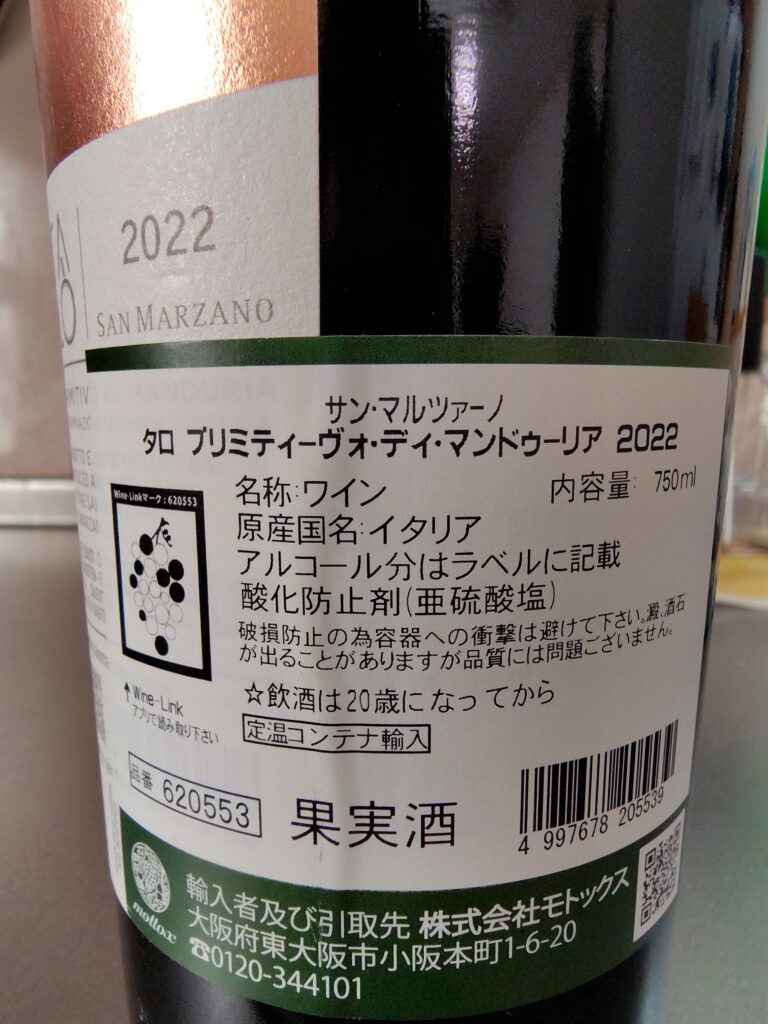 2022
SAN MARZANO
サン・マルツァーノ
タロ プリミティーヴォ・ディ・マンドゥーリア 2022
名称:ワイン 内容量: 750ml
原産国名:イタリア
アルコール分はラベルに記載
酸化防止剤(亜硫酸塩)
破損防止の為容器への衝撃は避けて下さい。澱、酒石
が出ることがありますが品質には問題ございません。
☆飲酒は20歳になってから
定温コンテナ輸入
Wine-Linkマーク:620553
↑Wine-Link
アプリで読み取り下さい
品番 620553
果実酒
4 997678 205539
mottox
輸入者及び引取先 株式会社モトックス
大阪府東大阪市小阪本町1-6-20
☎0120-344101